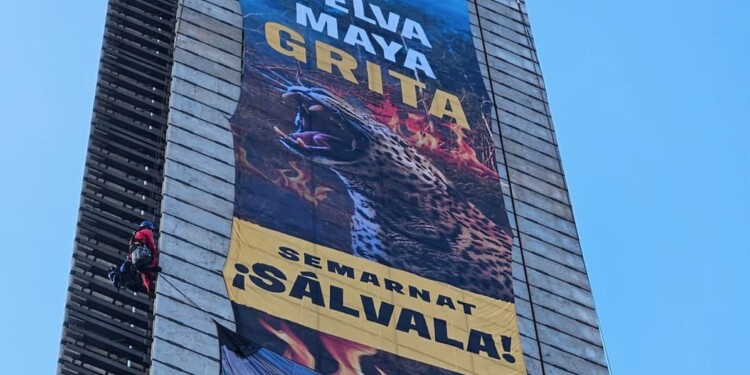 ELVA
MAYA
GRITA
SEMARNAT
¡SÁLVALA!